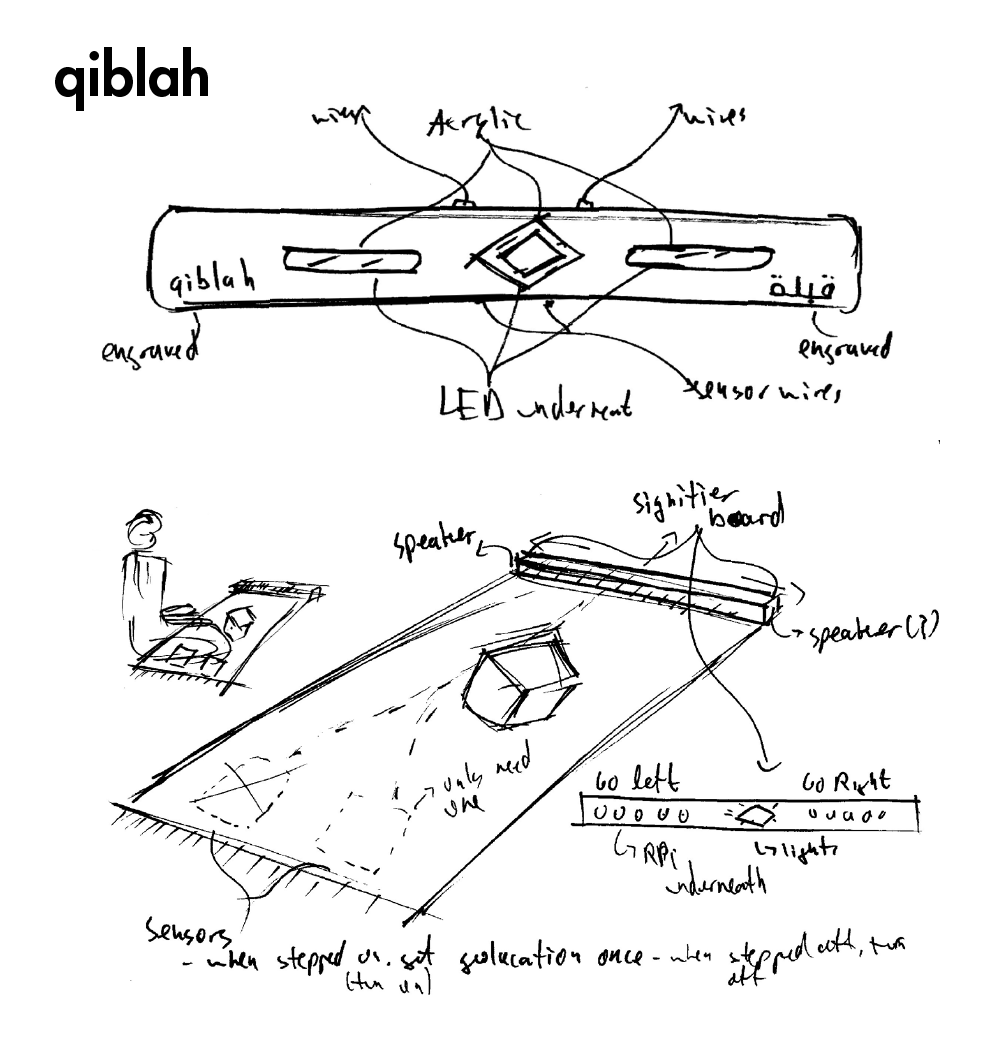 qiblah
wires
Acrylic
wires
qiblah
قبلة
engraved
engraved
sensor wires
LED underneat
signifier
board
speaker
speaker(?)
only need
one
Go left
Go Right
RPi
lights
underneath
sensors
- when stepped on. get geolocation once - when stepped off, turn
(turn on)
off